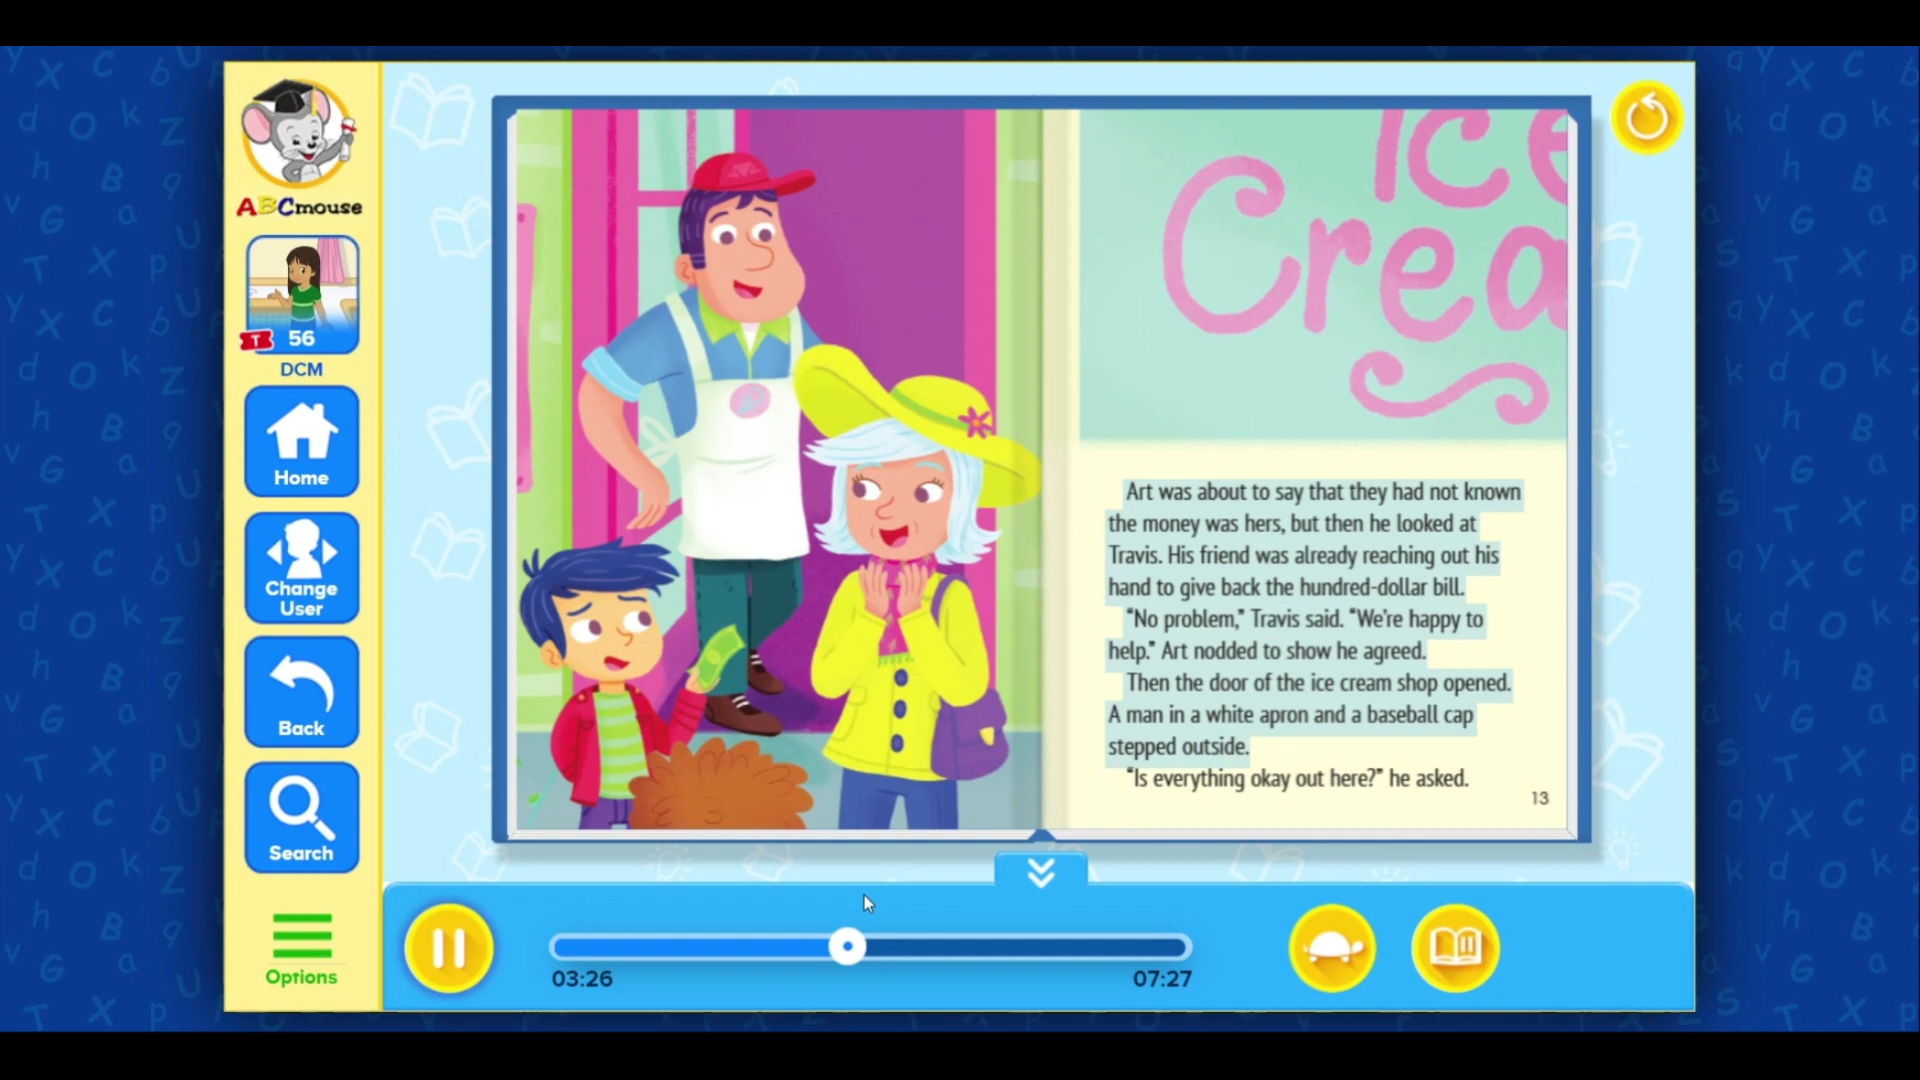 ABCmouse
T 56
DCM
Home
Change
User
Back
Search
Options
Ice
Crea
Art was about to say that they had not known
the money was hers, but then he looked at
Travis. His friend was already reaching out his
hand to give back the hundred-dollar bill.
“No problem,” Travis said. “We’re happy to
help.” Art nodded to show he agreed.
Then the door of the ice cream shop opened.
A man in a white apron and a baseball cap
stepped outside.
“Is everything okay out here?” he asked.
13
03:26
07:27